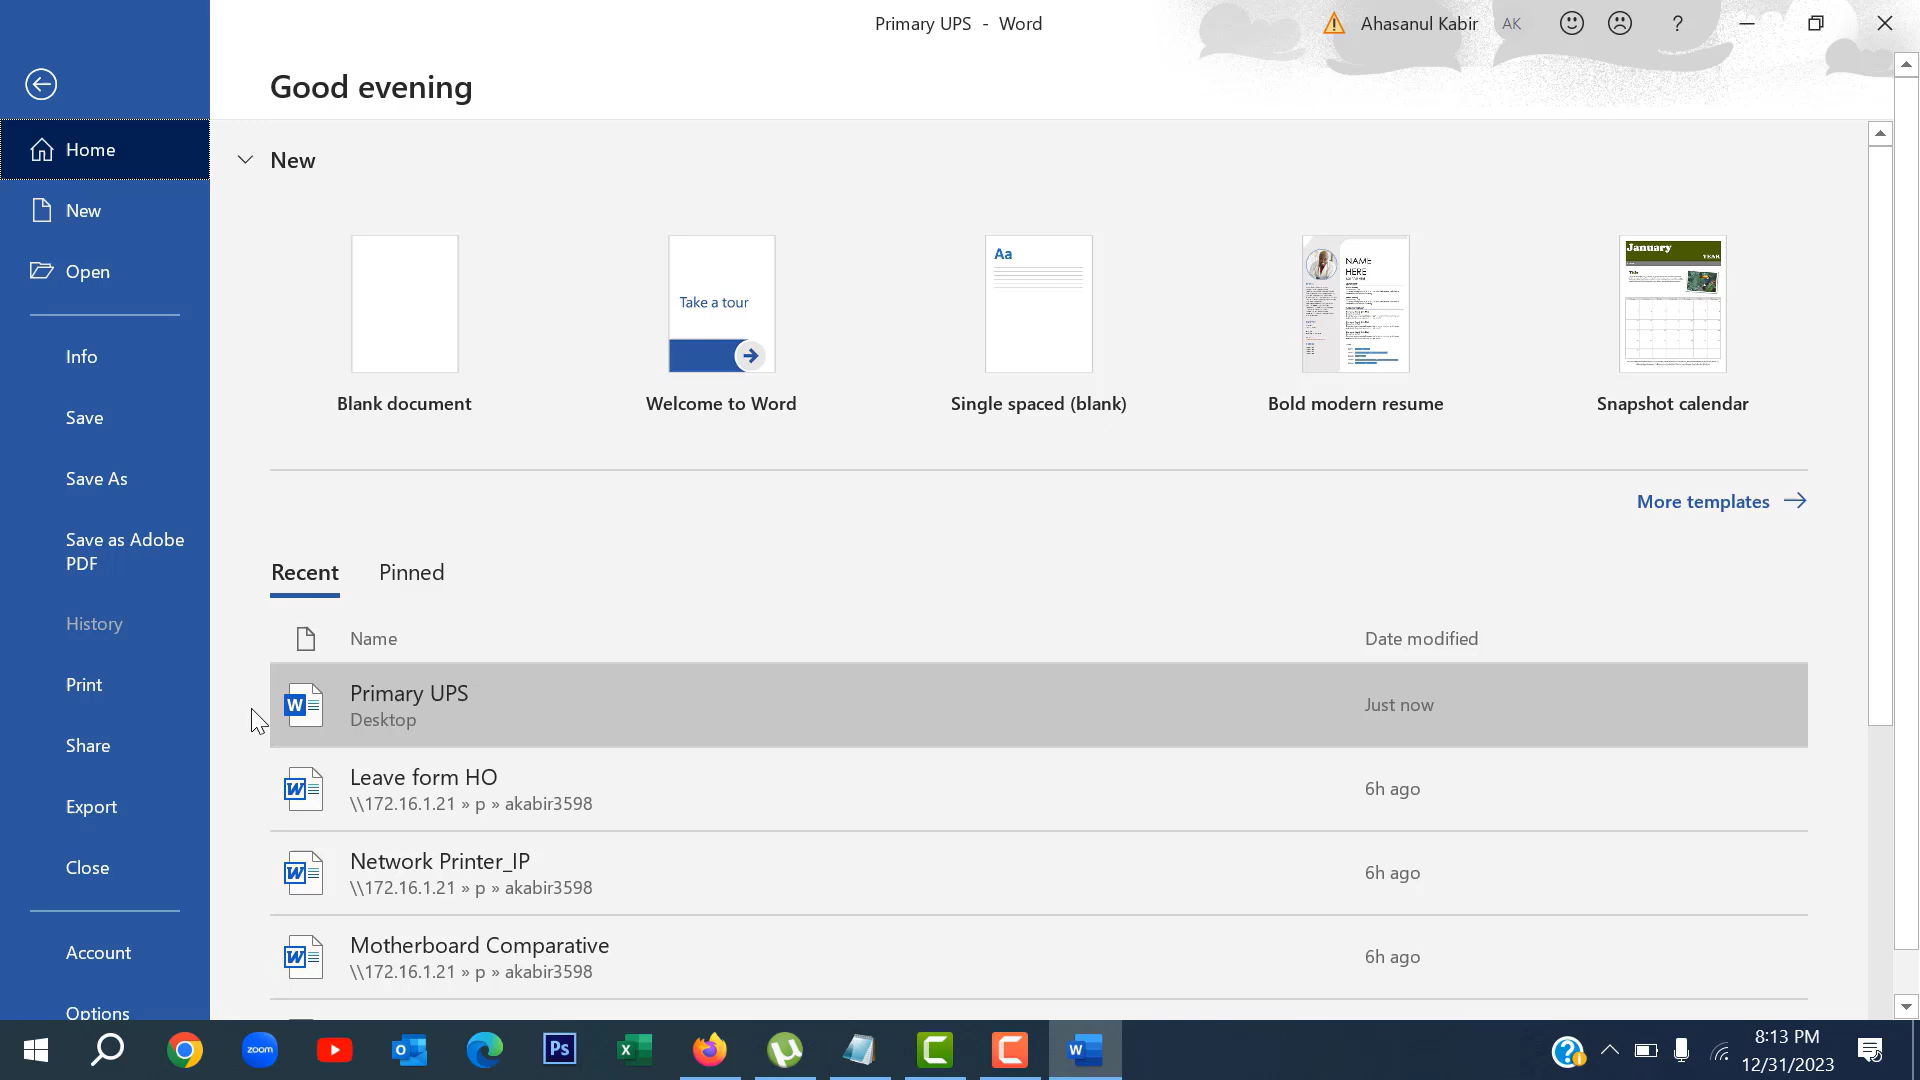 Primary UPS - Word
Ahasanul Kabir AK
?
Good evening
Home
New
Open
Info
Save
Save As
Save as Adobe
PDF
History
Print
Share
Export
Close
Account
Options
New
Aa
Take a tour
NAME
HERE
January
YEAR
Title
Blank document
Welcome to Word
Single spaced (blank)
Bold modern resume
Snapshot calendar
More templates
Recent Pinned
Name Date modified
Primary UPS
Desktop
Just now
Leave form HO
\\172.16.1.21 » p » akabir3598
6h ago
Network Printer_IP
\\172.16.1.21 » p » akabir3598
6h ago
Motherboard Comparative
\\172.16.1.21 » p » akabir3598
6h ago
zoom
Ps
8:13 PM
12/31/2023